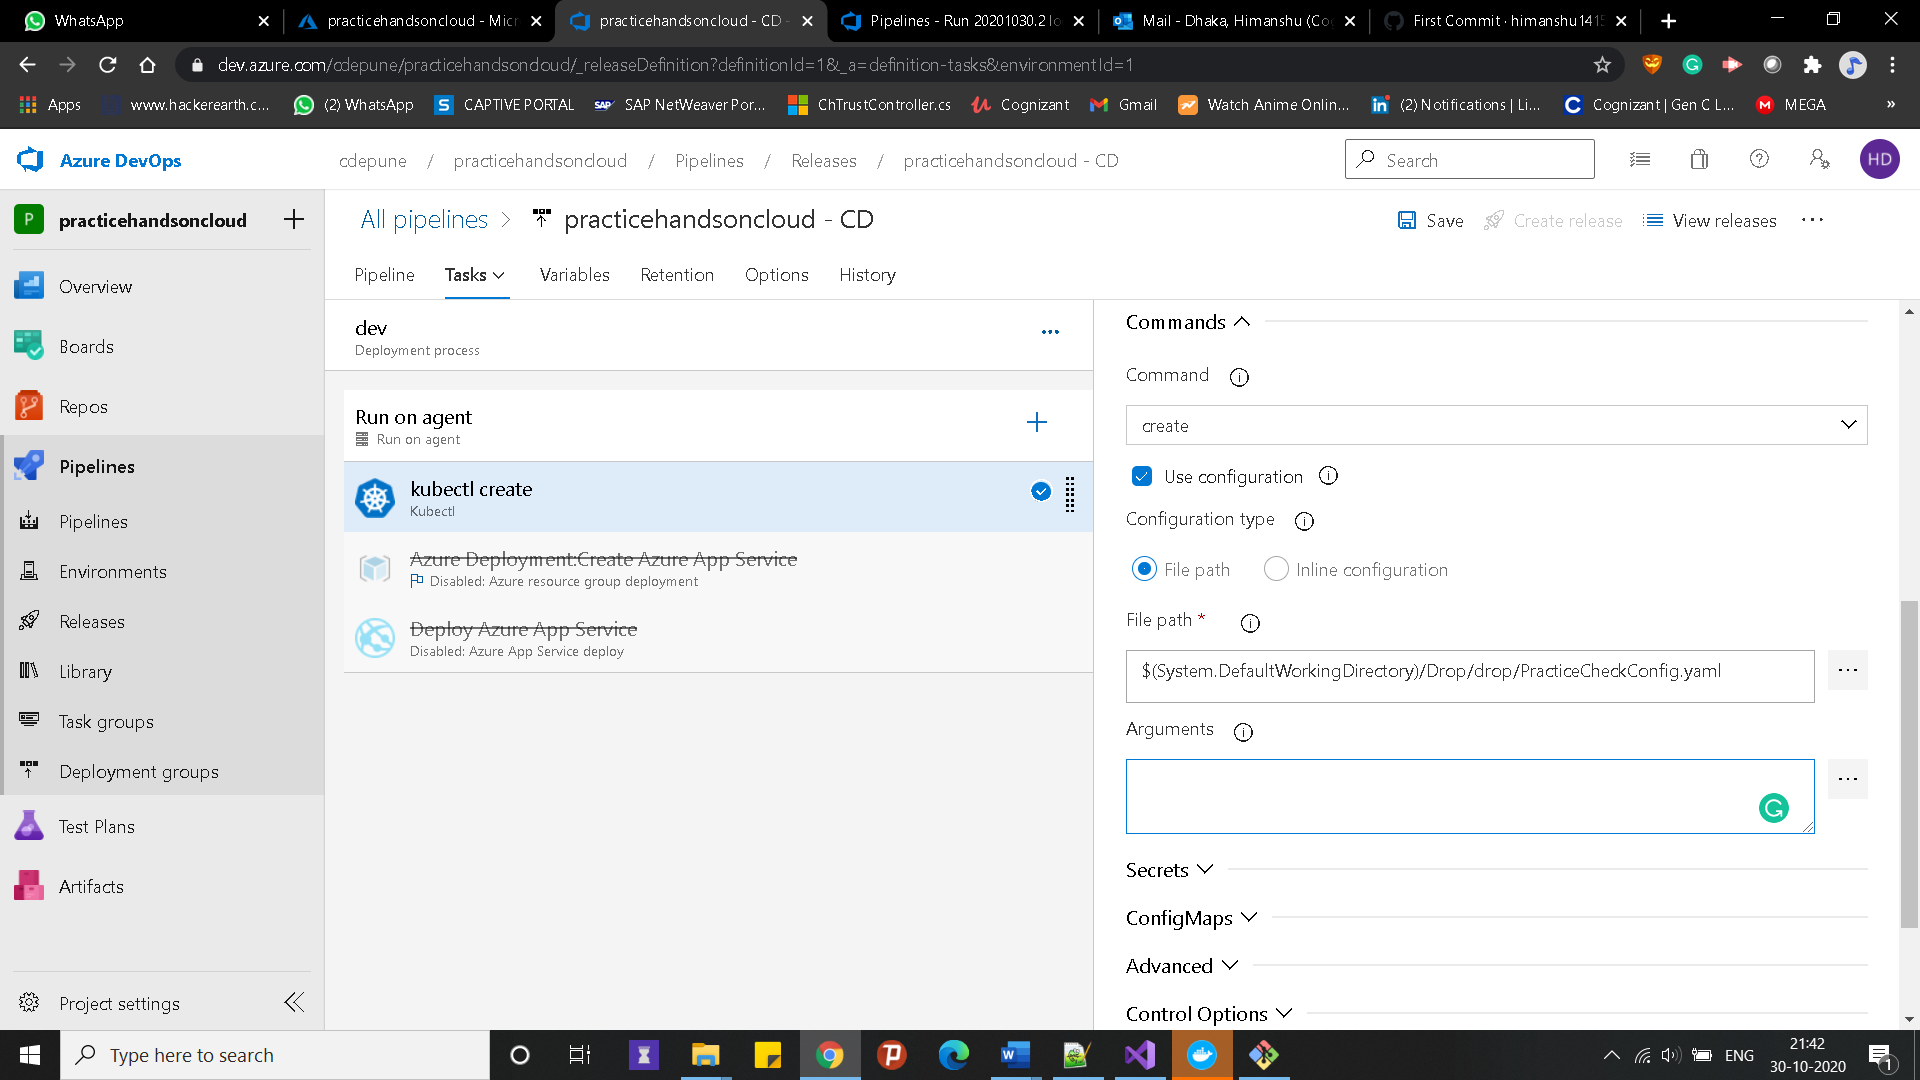 WhatsApp
practicehandsoncloud - Micr
practicehandsoncloud - CD -
Pipelines - Run 20201030.2 lo
Mail - Dhaka, Himanshu (Co
First Commit · himanshu1415
dev.azure.com/cdepune/practicehandsoncloud/_releaseDefinition?definitionId=1&_a=definition-tasks&environmentId=1
Apps
www.hackerearth.c...
(2) WhatsApp
CAPTIVE PORTAL
SAP NetWeaver Por...
ChTrustController.cs
Cognizant
Gmail
Watch Anime Onlin...
(2) Notifications | Li...
Cognizant | Gen C L...
MEGA
»
Azure DevOps
cdepune / practicehandsoncloud / Pipelines / Releases / practicehandsoncloud - CD
Search
HD
P
practicehandsoncloud
All pipelines
practicehandsoncloud - CD
Save
Create release
View releases
Pipeline
Tasks
Variables
Retention
Options
History
Overview
Boards
Repos
Pipelines
Pipelines
Environments
Releases
Library
Task groups
Deployment groups
Test Plans
Artifacts
Project settings
dev
Deployment process
Run on agent
Run on agent
kubectl create
Kubectl
Azure Deployment:Create Azure App Service
Disabled: Azure resource group deployment
Deploy Azure App Service
Disabled: Azure App Service deploy
Commands
Command
create
Use configuration
Configuration type
File path
Inline configuration
File path *
$(System.DefaultWorkingDirectory)/Drop/drop/PracticeCheckConfig.yaml
Arguments
Secrets
ConfigMaps
Advanced
Control Options
Type here to search
ENG
21:42
30-10-2020
1